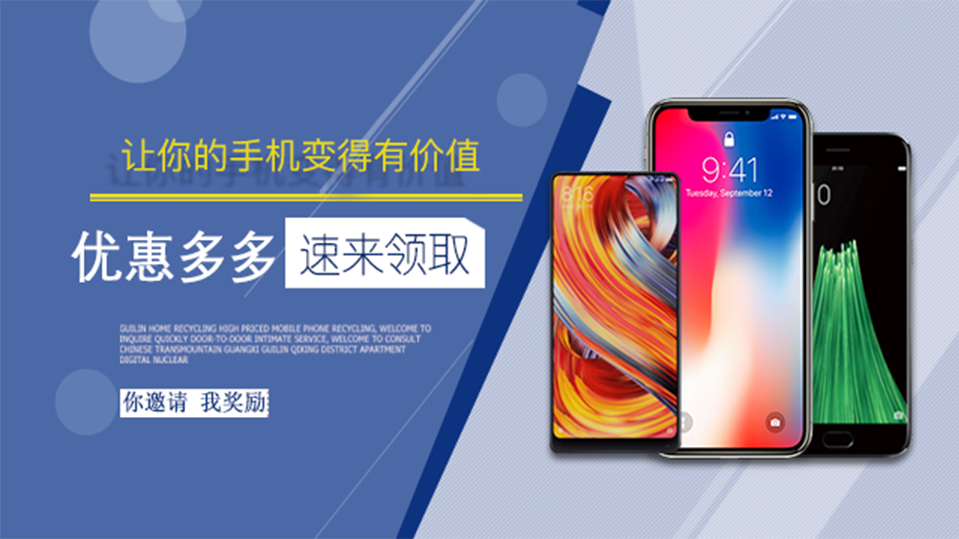 让你的手机变得有价值
优惠多多
速来领取
GUILIN HOME RECYCLING HIGH PRICED MOBILE PHONE RECYCLING, WELCOME TO
INQUIRE QUICKLY DOOR-TO-DOOR INTIMATE SERVICE, WELCOME TO CONSULT
CHINESE TRANSMOUNTAIN GUANGXI GUILIN QIXING DISTRICT APARTMENT
DIGITAL NUCLEAR
你邀请 我奖励
816
9:41
Tuesday, September 12